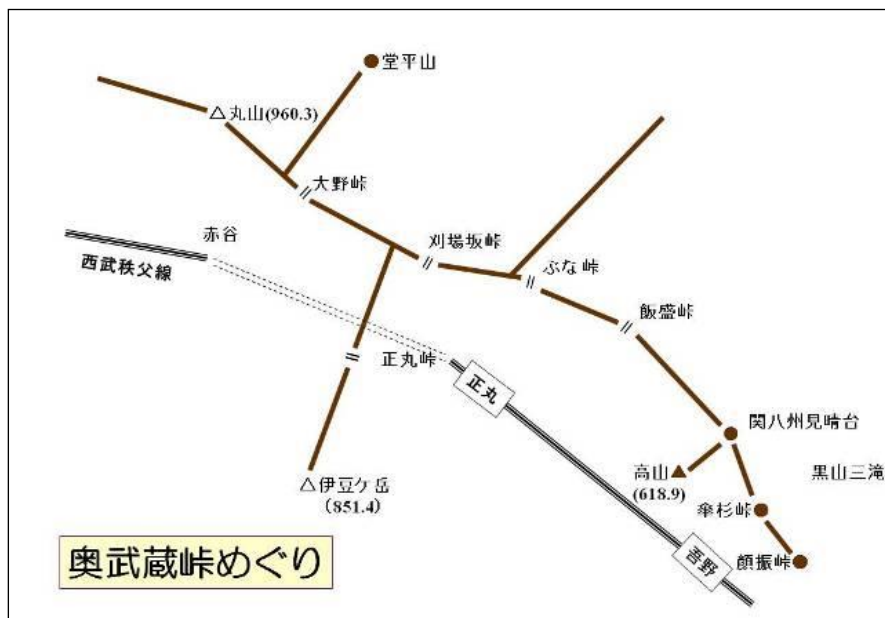 堂平山
丸山(960.3)
大野峠
赤谷
刈場坂峠
西武秩父線
ぶな峠
飯盛峠
正丸峠
正丸
関八州見晴台
高山
(618.9)
黒山三滝
伊豆ケ岳
(851.4)
傘杉峠
奥武蔵峠めぐり
吾野
顔振峠